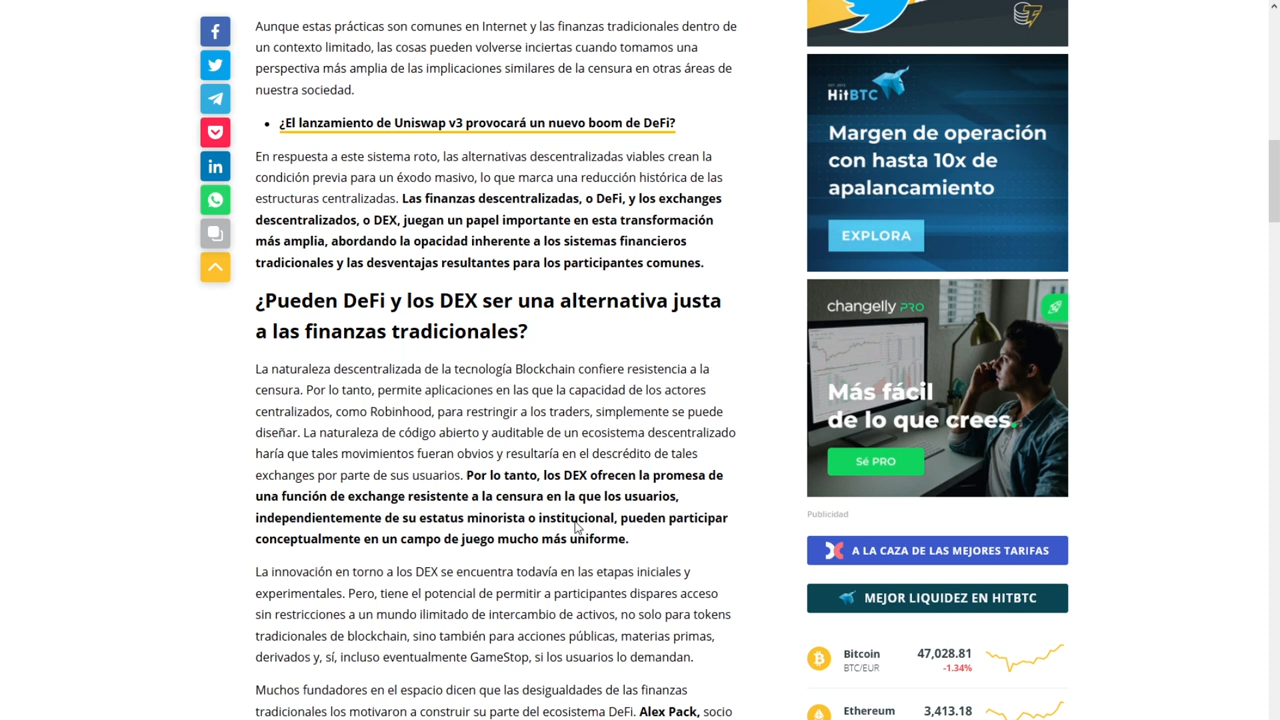 Aunque estas prácticas son comunes en Internet y las finanzas tradicionales dentro de
un contexto limitado, las cosas pueden volverse inciertas cuando tomamos una
perspectiva más amplia de las implicaciones similares de la censura en otras áreas de
nuestra sociedad.
¿El lanzamiento de Uniswap v3 provocará un nuevo boom de DeFi?
En respuesta a este sistema roto, las alternativas descentralizadas viables crean la
condición previa para un éxodo masivo, lo que marca una reducción histórica de las
estructuras centralizadas. Las finanzas descentralizadas, o DeFi, y los exchanges
descentralizados, o DEX, juegan un papel importante en esta transformación
más amplia, abordando la opacidad inherente a los sistemas financieros
tradicionales y las desventajas resultantes para los participantes comunes.
¿Pueden DeFi y los DEX ser una alternativa justa
a las finanzas tradicionales?
La naturaleza descentralizada de la tecnología Blockchain confiere resistencia a la
censura. Por lo tanto, permite aplicaciones en las que la capacidad de los actores
centralizados, como Robinhood, para restringir a los traders, simplemente se puede
diseñar. La naturaleza de código abierto y auditable de un ecosistema descentralizado
haría que tales movimientos fueran obvios y resultaría en el descrédito de tales
exchanges por parte de sus usuarios. Por lo tanto, los DEX ofrecen la promesa de
una función de exchange resistente a la censura en la que los usuarios,
independientemente de su estatus minorista o institucional, pueden participar
conceptualmente en un campo de juego mucho más uniforme.
La innovación en torno a los DEX se encuentra todavía en las etapas iniciales y
experimentales. Pero, tiene el potencial de permitir a participantes dispares acceso
sin restricciones a un mundo ilimitado de intercambio de activos, no solo para tokens
tradicionales de blockchain, sino también para acciones públicas, materias primas,
derivados y, sí, incluso eventualmente GameStop, si los usuarios lo demandan.
Muchos fundadores en el espacio dicen que las desigualdades de las finanzas
tradicionales los motivaron a construir su parte del ecosistema DeFi. Alex Pack, socio
HitBTC
Margen de operación
con hasta 10x de
apalancamiento
EXPLORA
changelly PRO
Más fácil
de lo que crees.
Sé PRO
Publicidad
A LA CAZA DE LAS MEJORES TARIFAS
MEJOR LIQUIDEZ EN HITBTC
Bitcoin 47,028.81
BTC/EUR -1.34%
Ethereum 3,413.18